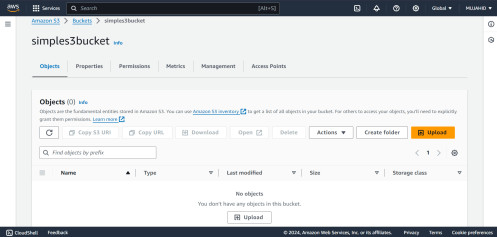 aws Services Search [Alt+S] Global MUJAHID
Amazon S3 > Buckets > simples3bucket
simples3bucket Info
Objects Properties Permissions Metrics Management Access Points
Objects (0) Info
Objects are the fundamental entities stored in Amazon S3. You can use Amazon S3 inventory to get a list of all objects in your bucket. For others to access your objects, you'll need to explicitly
grant them permissions. Learn more
Copy S3 URI Copy URL Download Open Delete Actions Create folder Upload
Find objects by prefix
< 1 >
Name Type Last modified Size Storage class
No objects
You don't have any objects in this bucket.
Upload
CloudShell Feedback © 2024, Amazon Web Services, Inc. or its affiliates. Privacy Terms Cookie preferences